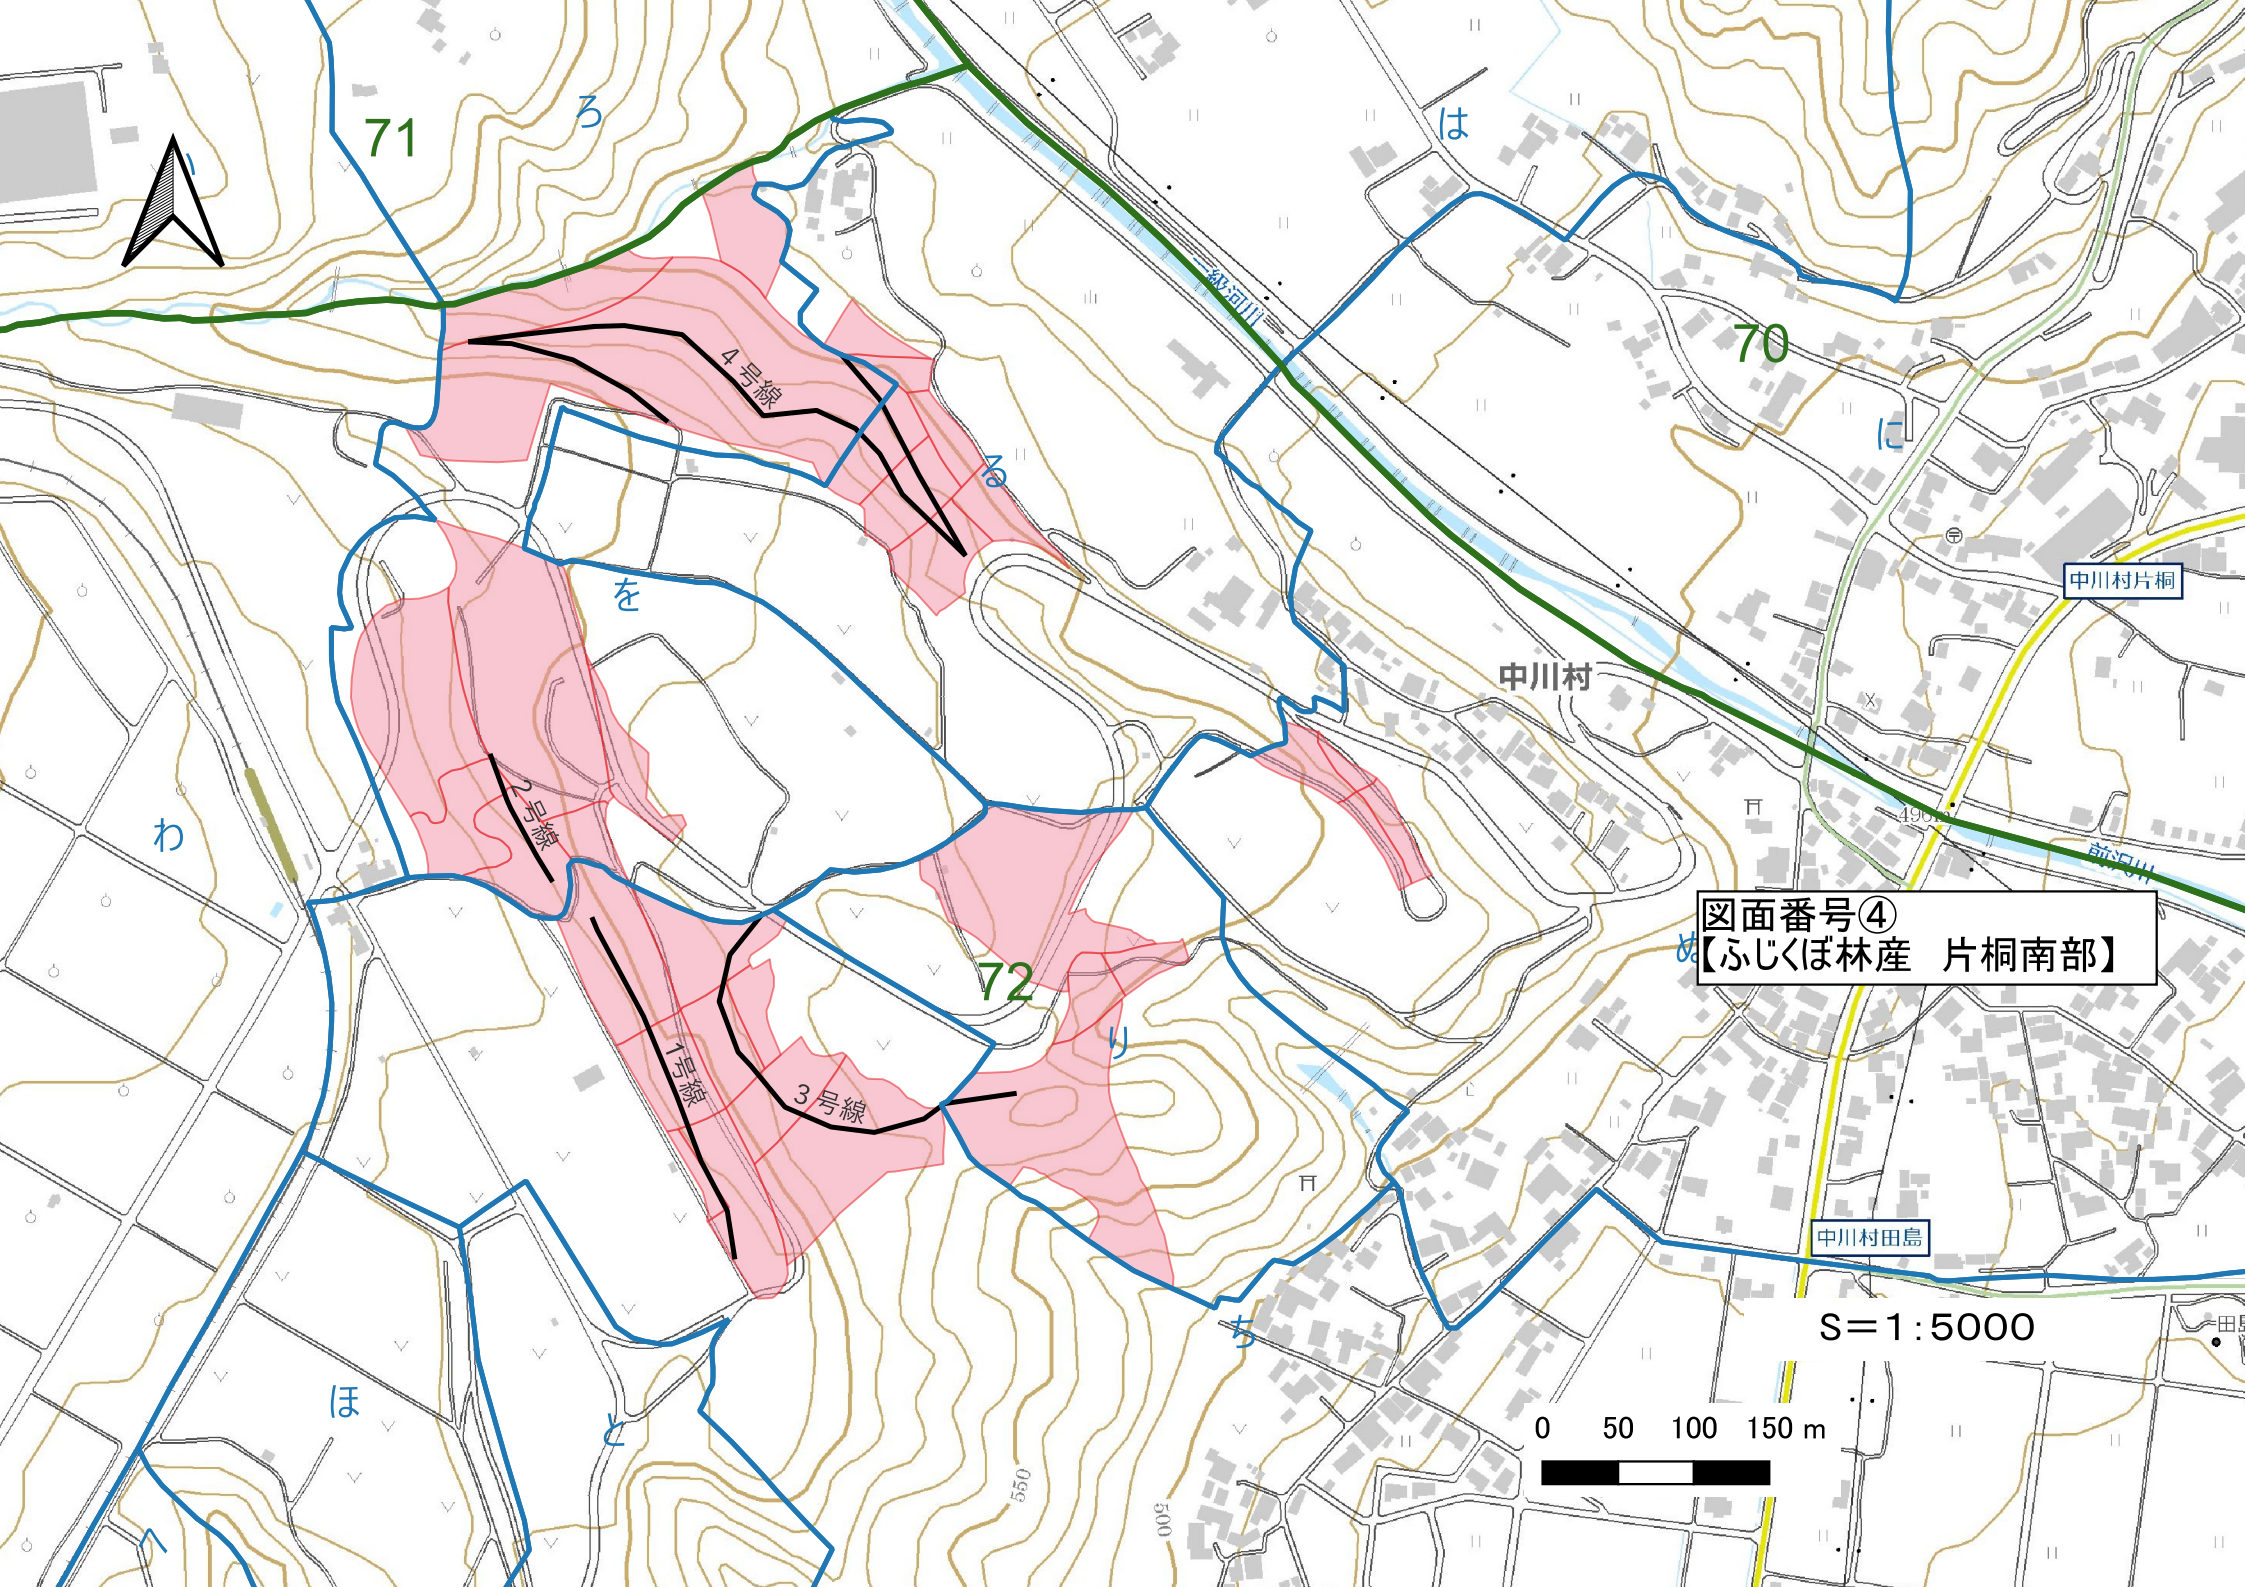 71
ろ
は
一級河川
70
４号線
に
る
中川村片桐
を
中川村
２号線
わ
前沢川
図面番号④
【ふじくぼ林産　片桐南部】
ぬ
72
り
1号線
３号線
中川村田島
ち
S＝1:5000
ほ
と
0 50 100 150 m
550
500
へ